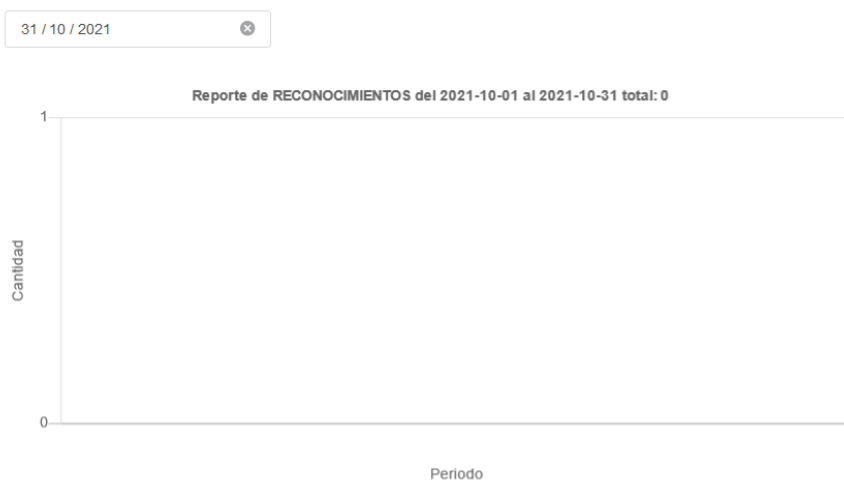 31 / 10 / 2021
Reporte de RECONOCIMIENTOS del 2021-10-01 al 2021-10-31 total: 0
1
Cantidad
0
Periodo